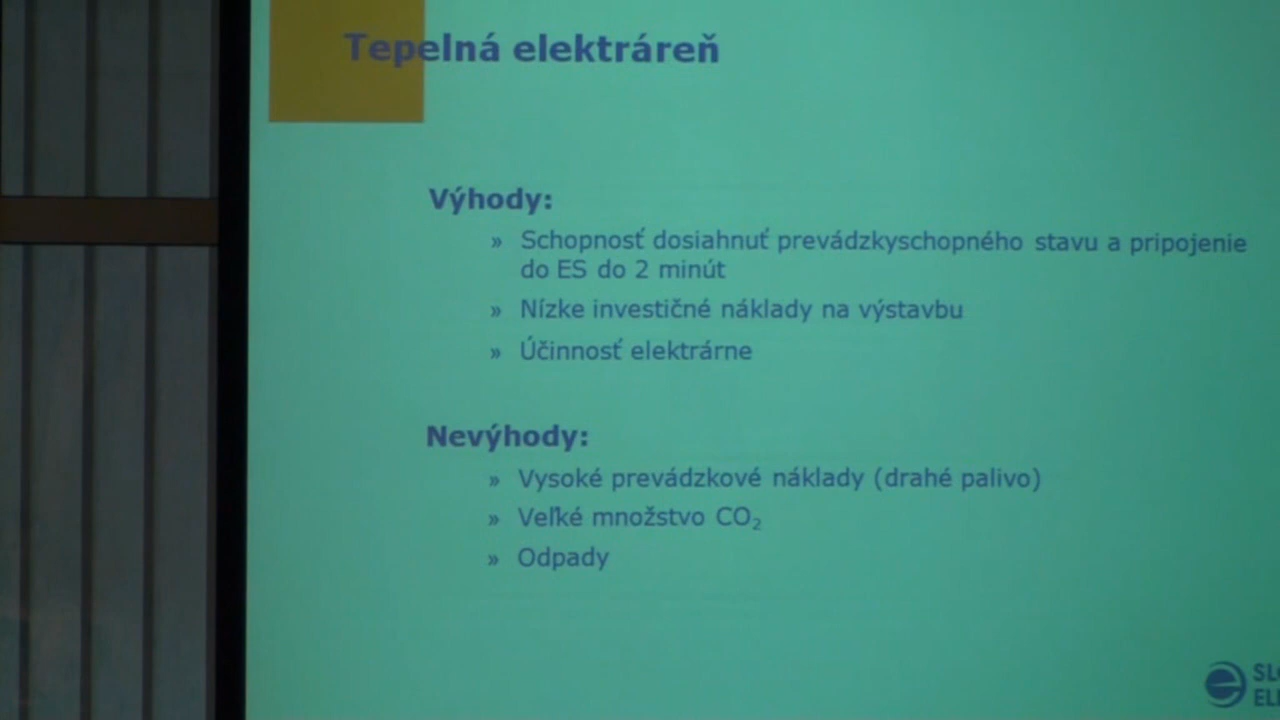 Tepelná elektráreň
Výhody:
» Schopnosť dosiahnuť prevádzkyschopného stavu a pripojenie
do ES do 2 minút
» Nízke investičné náklady na výstavbu
» Účinnosť elektrárne
Nevýhody:
» Vysoké prevádzkové náklady (drahé palivo)
» Veľké množstvo CO₂
» Odpady